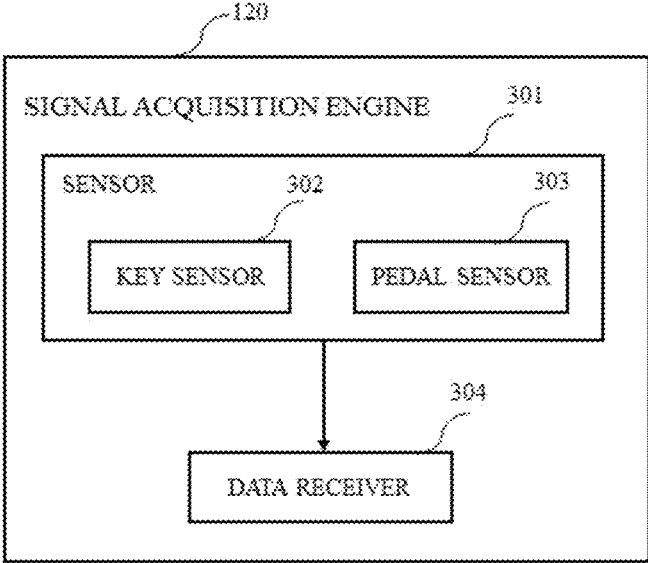 120
SIGNAL ACQUISITION ENGINE
301
SENSOR
302
303
KEY SENSOR
PEDAL SENSOR
304
DATA RECEIVER